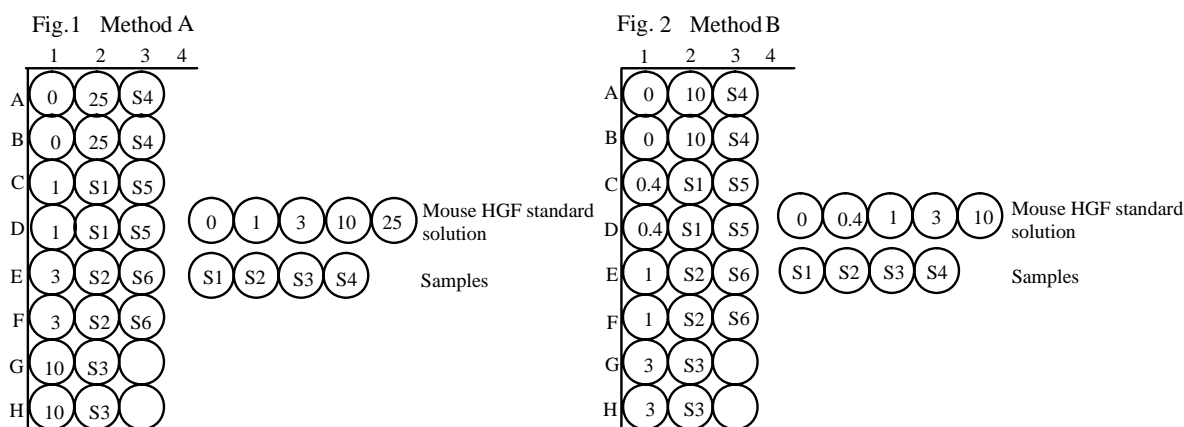 Fig.1 Method A
1 2 3 4
A 0 25 S4
B 0 25 S4
C 1 S1 S5
D 1 S1 S5
E 3 S2 S6
F 3 S2 S6
G 10 S3
H 10 S3
0 1 3 10 25 Mouse HGF standard
solution
S1 S2 S3 S4 Samples
Fig. 2 Method B
1 2 3 4
A 0 10 S4
B 0 10 S4
C 0.4 S1 S5
D 0.4 S1 S5
E 1 S2 S6
F 1 S2 S6
G 3 S3
H 3 S3
0 0.4 1 3 10 Mouse HGF standard
solution
S1 S2 S3 S4 Samples